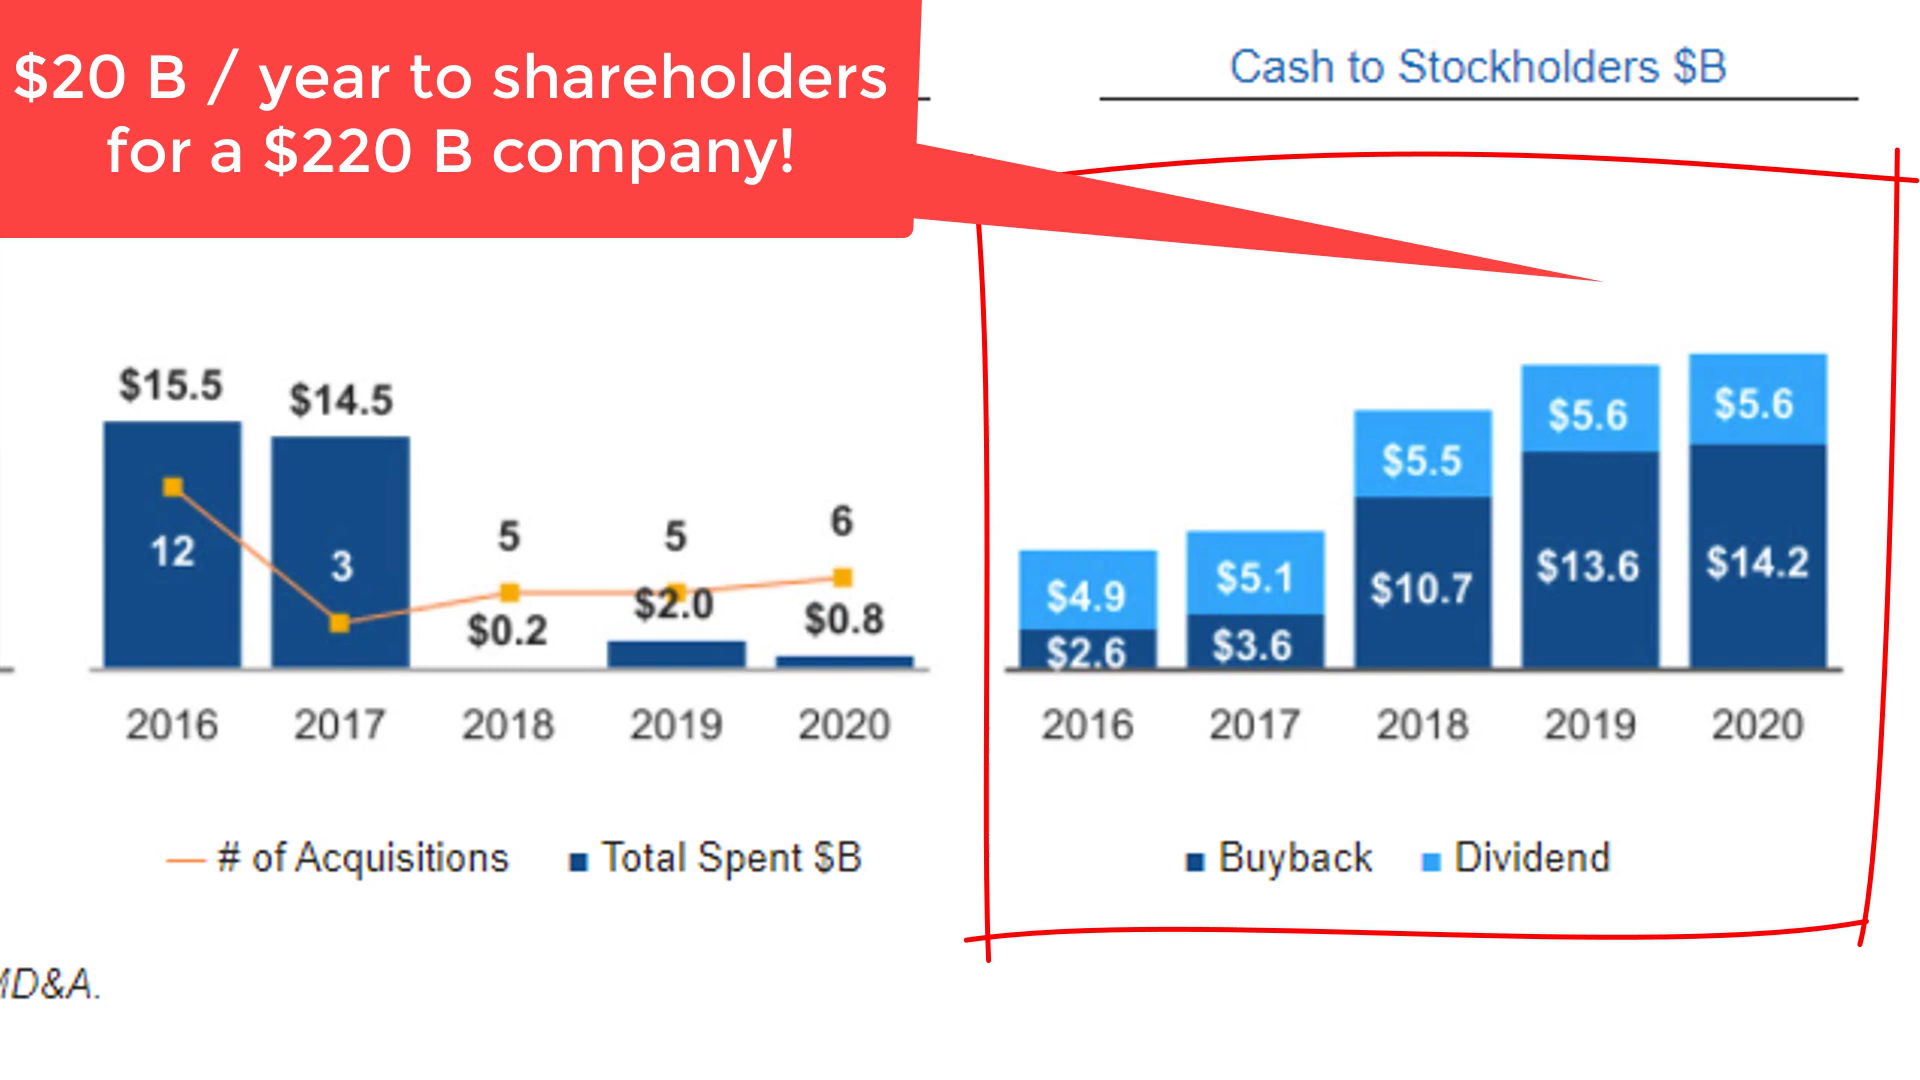 $20 B / year to shareholders
for a $220 B company!
Cash to Stockholders $B
$15.5
$14.5
12
3
5
5
6
$0.2
$2.0
$0.8
2016 2017 2018 2019 2020
# of Acquisitions Total Spent $B
$4.9
$5.1
$5.5
$5.6
$5.6
$2.6
$3.6
$10.7
$13.6
$14.2
2016 2017 2018 2019 2020
Buyback Dividend
MD&A.